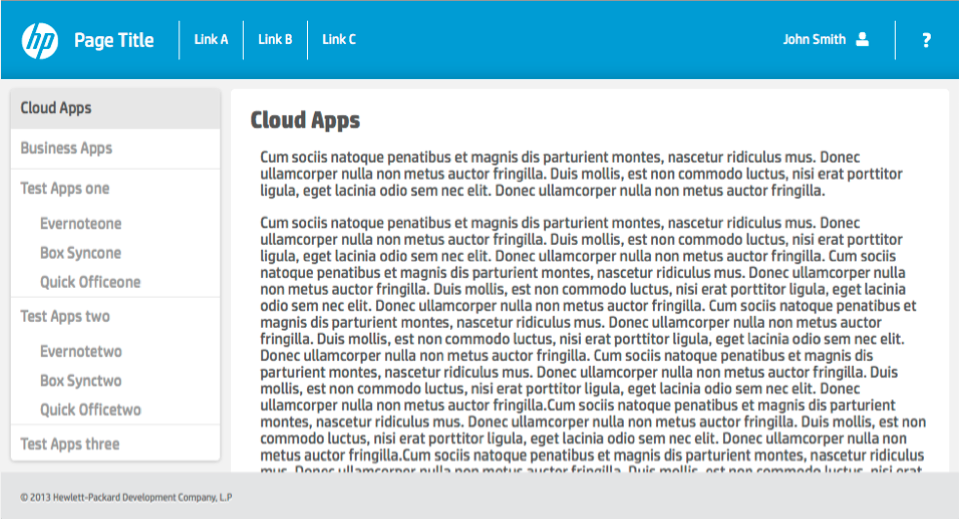 hp Page Title Link A Link B Link C John Smith ?
Cloud Apps
Business Apps
Test Apps one
Evernoteone
Box Syncone
Quick Officeone
Test Apps two
Evernotetwo
Box Synctwo
Quick Officetwo
Test Apps three
Cloud Apps
Cum sociis natoque penatibus et magnis dis parturient montes, nascetur ridiculus mus. Donec
ullamcorper nulla non metus auctor fringilla. Duis mollis, est non commodo luctus, nisi erat porttitor
ligula, eget lacinia odio sem nec elit. Donec ullamcorper nulla non metus auctor fringilla.
Cum sociis natoque penatibus et magnis dis parturient montes, nascetur ridiculus mus. Donec
ullamcorper nulla non metus auctor fringilla. Duis mollis, est non commodo luctus, nisi erat porttitor
ligula, eget lacinia odio sem nec elit. Donec ullamcorper nulla non metus auctor fringilla. Cum sociis
natoque penatibus et magnis dis parturient montes, nascetur ridiculus mus. Donec ullamcorper nulla
non metus auctor fringilla. Duis mollis, est non commodo luctus, nisi erat porttitor ligula, eget lacinia
odio sem nec elit. Donec ullamcorper nulla non metus auctor fringilla. Cum sociis natoque penatibus et
magnis dis parturient montes, nascetur ridiculus mus. Donec ullamcorper nulla non metus auctor
fringilla. Duis mollis, est non commodo luctus, nisi erat porttitor ligula, eget lacinia odio sem nec elit.
Donec ullamcorper nulla non metus auctor fringilla. Cum sociis natoque penatibus et magnis dis
parturient montes, nascetur ridiculus mus. Donec ullamcorper nulla non metus auctor fringilla. Duis
mollis, est non commodo luctus, nisi erat porttitor ligula, eget lacinia odio sem nec elit. Donec
ullamcorper nulla non metus auctor fringilla.Cum sociis natoque penatibus et magnis dis parturient
montes, nascetur ridiculus mus. Donec ullamcorper nulla non metus auctor fringilla. Duis mollis, est non
commodo luctus, nisi erat porttitor ligula, eget lacinia odio sem nec elit. Donec ullamcorper nulla non
metus auctor fringilla.Cum sociis natoque penatibus et magnis dis parturient montes, nascetur ridiculus
mus. Donec ullamcorper nulla non metus auctor fringilla. Duis mollis, est non commodo luctus, nisi erat
© 2013 Hewlett-Packard Development Company, L.P